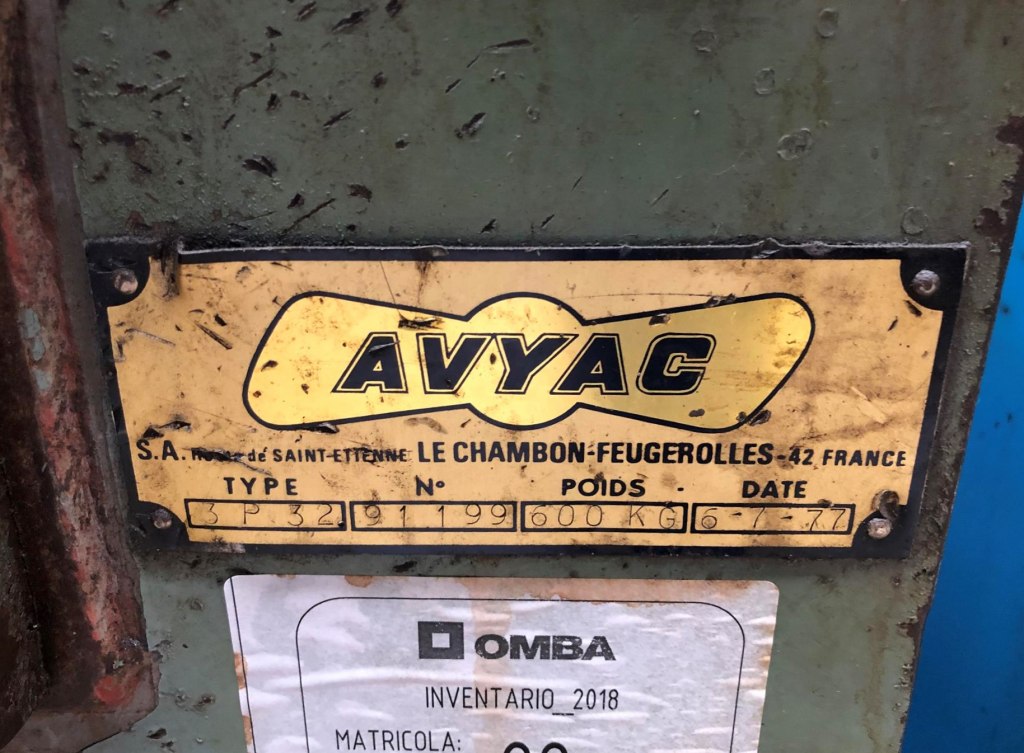 AVYAC
S.A. Route de SAINT-ETIENNE LE CHAMBON-FEUGEROLLES-42 FRANCE
TYPE N° POIDS DATE
3 P 32 91 199 600 KG 6-7-77
OMBA
INVENTARIO_2018
MATRICOLA: